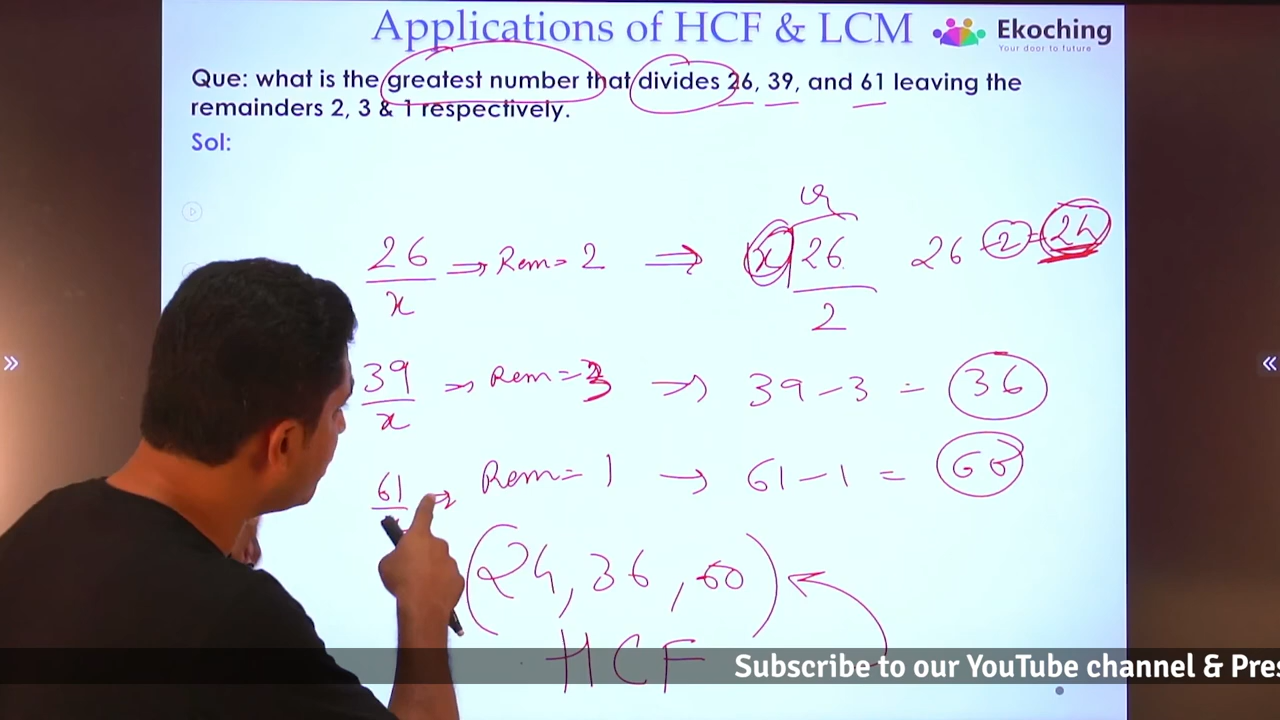 Applications of HCF & LCM
Ekoching
Your door to future
Que: what is the greatest number that divides 26, 39, and 61 leaving the
remainders 2, 3 & 1 respectively.
Sol:
26/x ⇒ Rem = 2 ⇒ x 26 2 26 - 2 = 24
39/x ⇒ Rem = 3 → 39 - 3 = 36
61 ⇒ Rem = 1 → 61 - 1 = 60
(24, 36, 60)
HCF
Subscribe to our YouTube channel & Pres